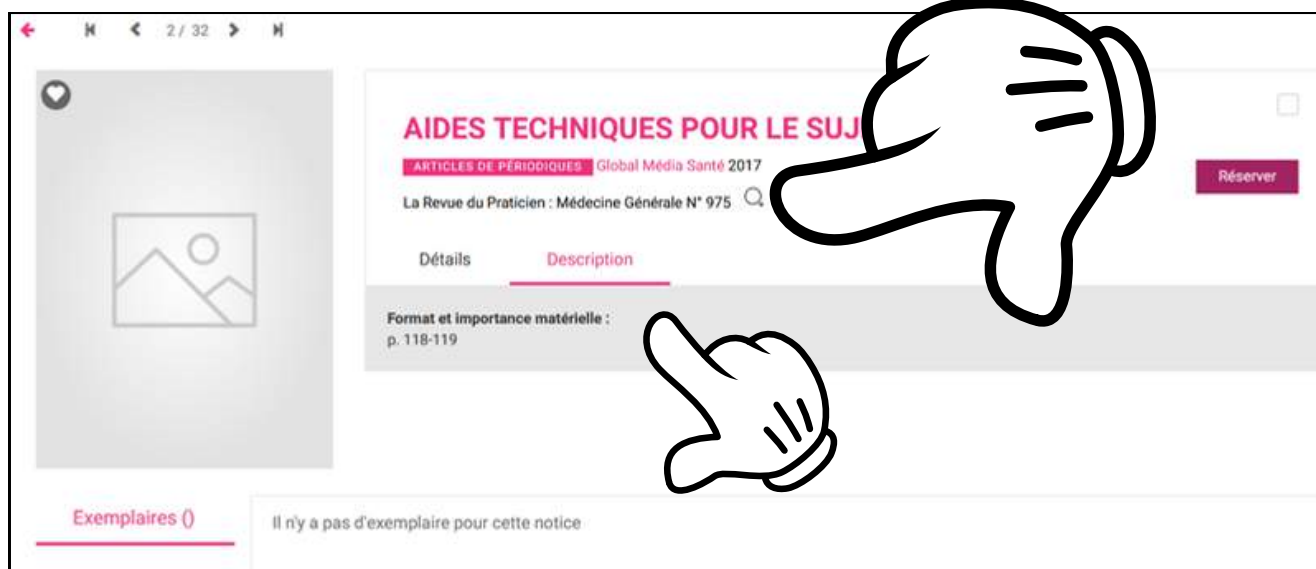 2 / 32
AIDES TECHNIQUES POUR LE
ARTICLES DE PÉRIODIQUES Global Média Santé 2017
Réserver
La Revue du Praticien : Médecine Générale N° 975
Détails Description
Format et importance matérielle :
p. 118-119
Exemplaires () Il n'y a pas d'exemplaire pour cette notice